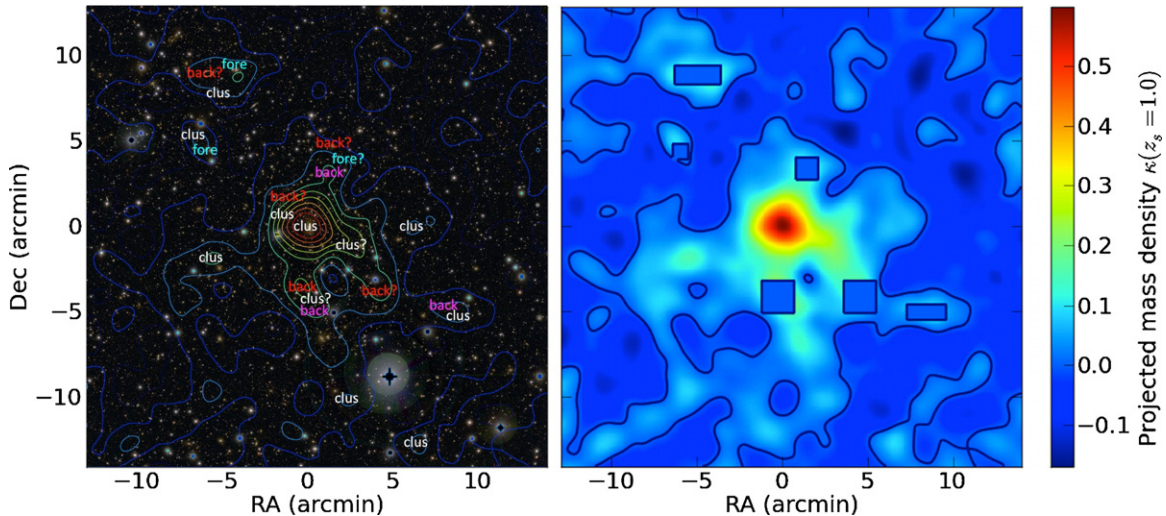 10
5
0
−5
−10
Dec (arcmin)
fore
back?
clus
clus
fore
back?
fore?
back
back?
clus
clus
clus
clus?
clus
back
clus?
back
back?
back
clus
clus
clus
−10 −5 0 5 10
RA (arcmin)
−10 −5 0 5 10
RA (arcmin)
0.5
0.4
0.3
0.2
0.1
0.0
−0.1
Projected mass density κ(z_s = 1.0)